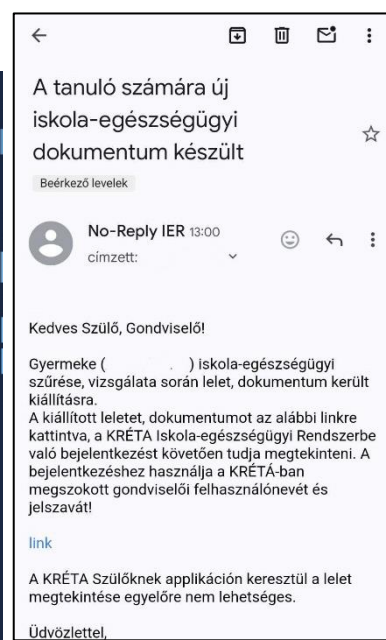 A tanuló számára új
iskola-egészségügyi
dokumentum készült
Beérkező levelek
No-Reply IER 13:00
címzett:
Kedves Szülő, Gondviselő!
Gyermeke ( . ) iskola-egészségügyi
szűrése, vizsgálata során lelet, dokumentum került
kiállításra.
A kiállított leletet, dokumentumot az alábbi linkre
kattintva, a KRÉTA Iskola-egészségügyi Rendszerbe
való bejelentkezést követően tudja megtekinteni. A
bejelentkezéshez használja a KRÉTÁ-ban
megszokott gondviselői felhasználónevét és
jelszavát!
link
A KRÉTA Szülőknek applikáción keresztül a lelet
megtekintése egyelőre nem lehetséges.
Üdvözlettel,